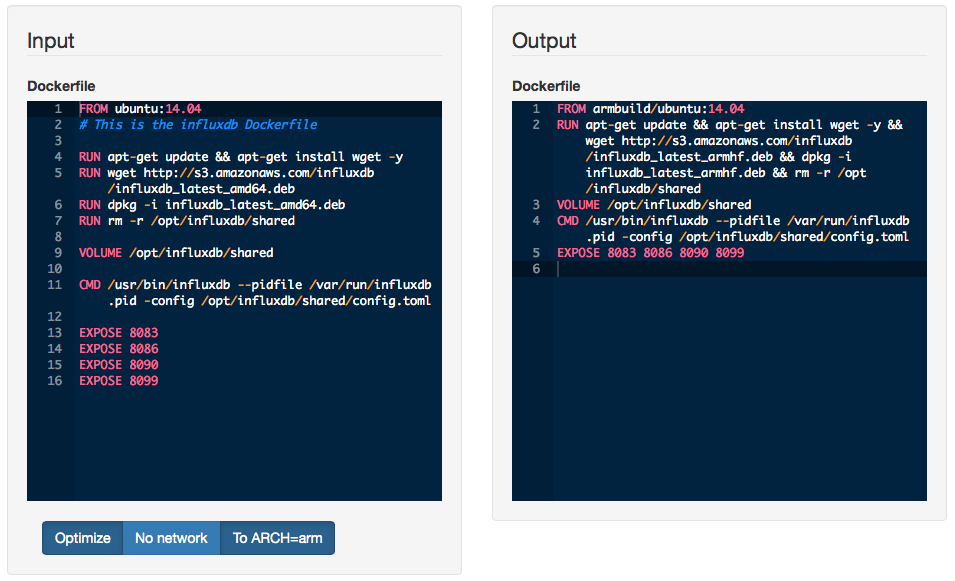 Input
Dockerfile
1 FROM ubuntu:14.04
2 # This is the influxdb Dockerfile
3
4 RUN apt-get update && apt-get install wget -y
5 RUN wget http://s3.amazonaws.com/influxdb
/influxdb_latest_amd64.deb
6 RUN dpkg -i influxdb_latest_amd64.deb
7 RUN rm -r /opt/influxdb/shared
8
9 VOLUME /opt/influxdb/shared
10
11 CMD /usr/bin/influxdb --pidfile /var/run/influxdb
.pid -config /opt/influxdb/shared/config.toml
12
13 EXPOSE 8083
14 EXPOSE 8086
15 EXPOSE 8090
16 EXPOSE 8099
Optimize
No network
To ARCH=arm
Output
Dockerfile
1 FROM armbuild/ubuntu:14.04
2 RUN apt-get update && apt-get install wget -y &&
wget http://s3.amazonaws.com/influxdb
/influxdb_latest_armhf.deb && dpkg -i
influxdb_latest_armhf.deb && rm -r /opt
/influxdb/shared
3 VOLUME /opt/influxdb/shared
4 CMD /usr/bin/influxdb --pidfile /var/run/influxdb
.pid -config /opt/influxdb/shared/config.toml
5 EXPOSE 8083 8086 8090 8099
6